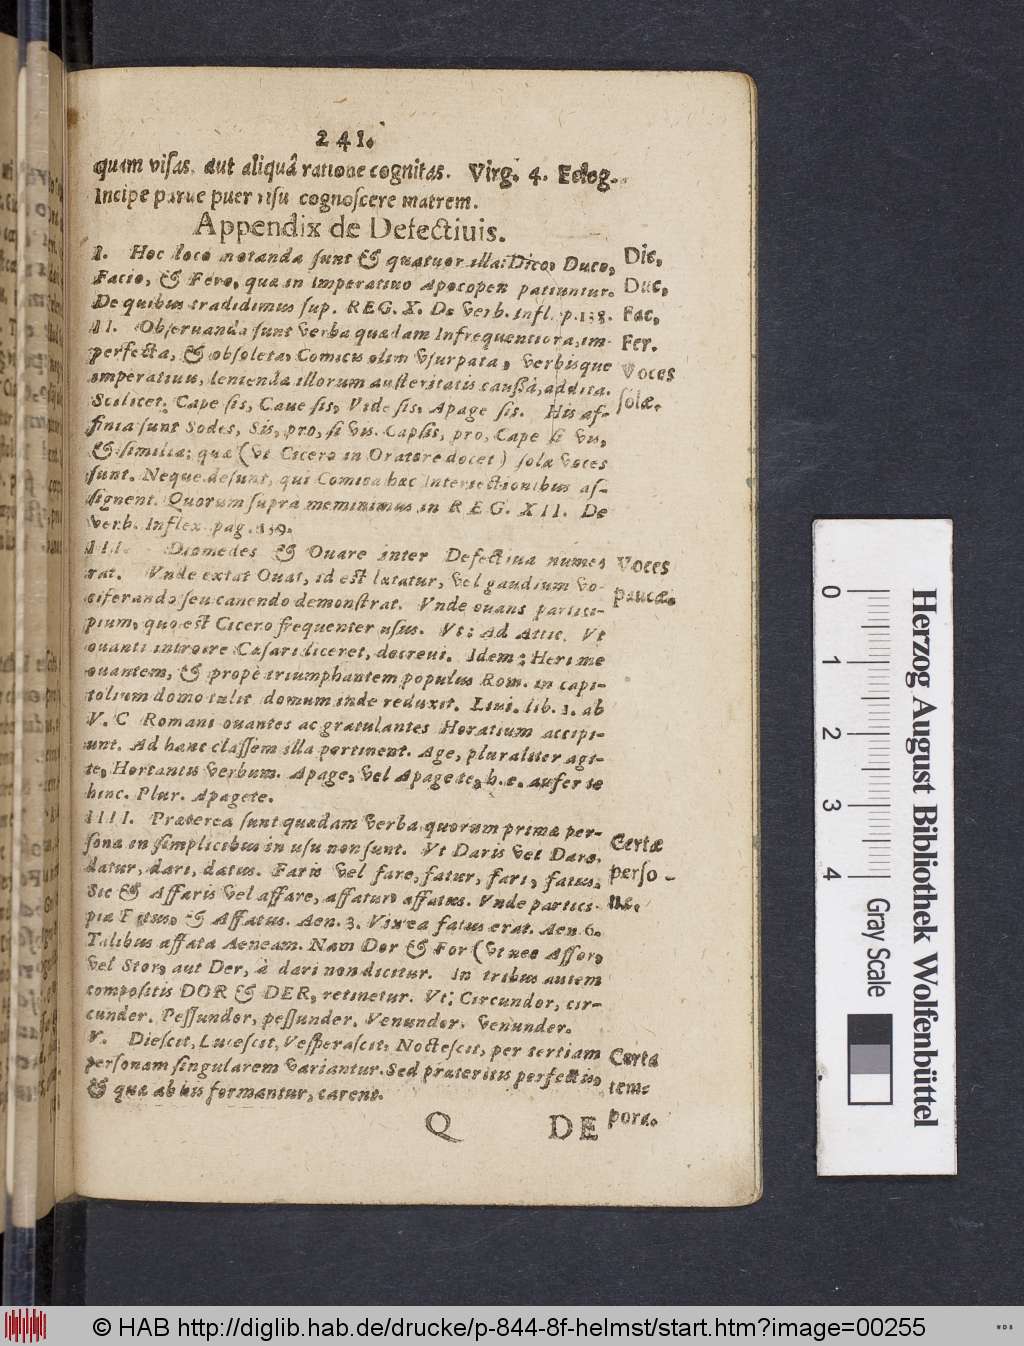 241.
quam visas, aut aliquâ ratione cognitas. Virg. 4. Eclog.
Incipe parue puer risu cognoscere matrem.
Appendix de Defectiuis.
I. Hoc loco notanda sunt & quatuor illa: Dico, Duco,
Facio, & Fero, quæ in imperatiuo Apocopen patiuntur.
De quibus tradidimus sup. REG. X. De Verb. Infl. p. 138.
Dic,
Duc,
Fac,
Fer.
II. Obseruanda sunt verba quædam Infrequentiora, im-
perfecta, & obsoleta, Comicis olim vsurpata, verbisque
imperatiuis, lenienda illorum austeritatis caussâ, addita.
Scilicet: Cape sis, Caue sis, Vide sis, Apage sis. His af-
finia sunt Sodes, Sis, pro, si vis. Capsis, pro, Cape si vis,
& similia; quæ (vt Cicero in Oratore docet) solæ voces
sunt. Neque desunt, qui Comica hæc Interiectionibus as-
signent. Quorum suprà meminimus in REG. XII. De
verb. Inflex. pag. 139.
Voces
solæ.
III. Diomedes & Ouare inter Defectiua nume-
rat. Vnde extat Ouat, id est lætatur, vel gaudium vo-
ciferando seu canendo demonstrat. Vnde ouans partici-
pium, quo est Cicero frequenter usus. Vt: Ad Attic. Vt
ouanti introire Cæsari liceret, decreui. Idem: Heri me
ouantem, & propè triumphantem populus Rom. in capi-
tolium domo tulit domum inde reduxit. Liui. lib. 1. ab
V. C Romani ouantes ac gratulantes Horatium accipi-
unt. Ad hanc classem illa pertinent. Age, pluraliter agi-
te, Hortantis verbum. Apage, vel Apage te, h. e. aufer te
hinc. Plur. Apagete.
Voces
paucæ.
IIII. Præterea sunt quædam verba, quorum primæ per-
sonæ in simplicibus in usu non sunt. Vt Daris vel Dare,
datur, dari, datus. Faris vel fare, fatur, fari, fatus.
Sic & Affaris vel affare, affatur, affatus. Vnde partici-
pia Fatus, & Affatus. Aen. 3. Vix ea fatus erat. Aen. 6.
Talibus affata Aeneam. Nam Dor & For (vt nec Affor)
vel Stor, aut Der, à dari non dicitur. In tribus autem
compositis DOR & DER, retinetur. Vt: Circundor, cir-
cunder. Pessundor, pessunder. Venundor, venunder.
Certæ
perso-
næ.
V. Diescit, Lucescit, Vesperascit, Noctescit, per tertiam
personam singularem variantur. Sed præteritis perfectis,
& quæ ab his formantur, carent.
Certa
tem-
pora.
Q DE
0 1 2 3 4
Gray Scale
Herzog August Bibliothek Wolfenbüttel
© HAB http://diglib.hab.de/drucke/p-844-8f-helmst/start.htm?image=00255